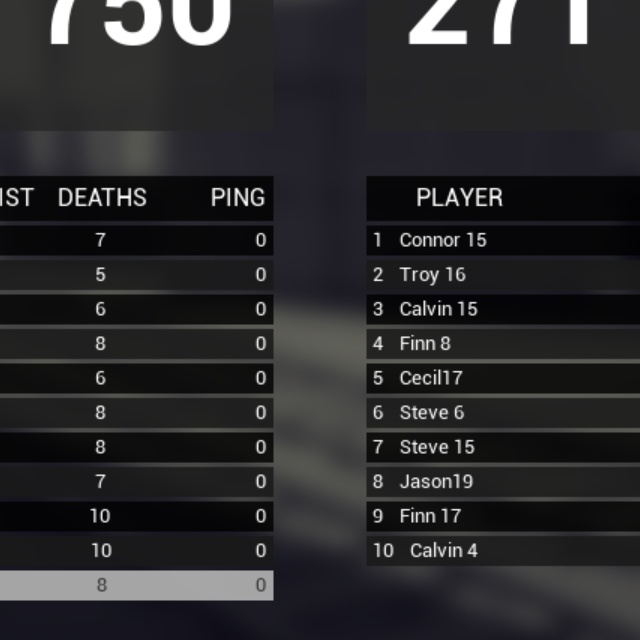 750
271
DEATHS PING
7 0
5 0
6 0
8 0
6 0
8 0
8 0
7 0
10 0
10 0
8 0
PLAYER
1 Connor 15
2 Troy 16
3 Calvin 15
4 Finn 8
5 Cecil17
6 Steve 6
7 Steve 15
8 Jason19
9 Finn 17
10 Calvin 4